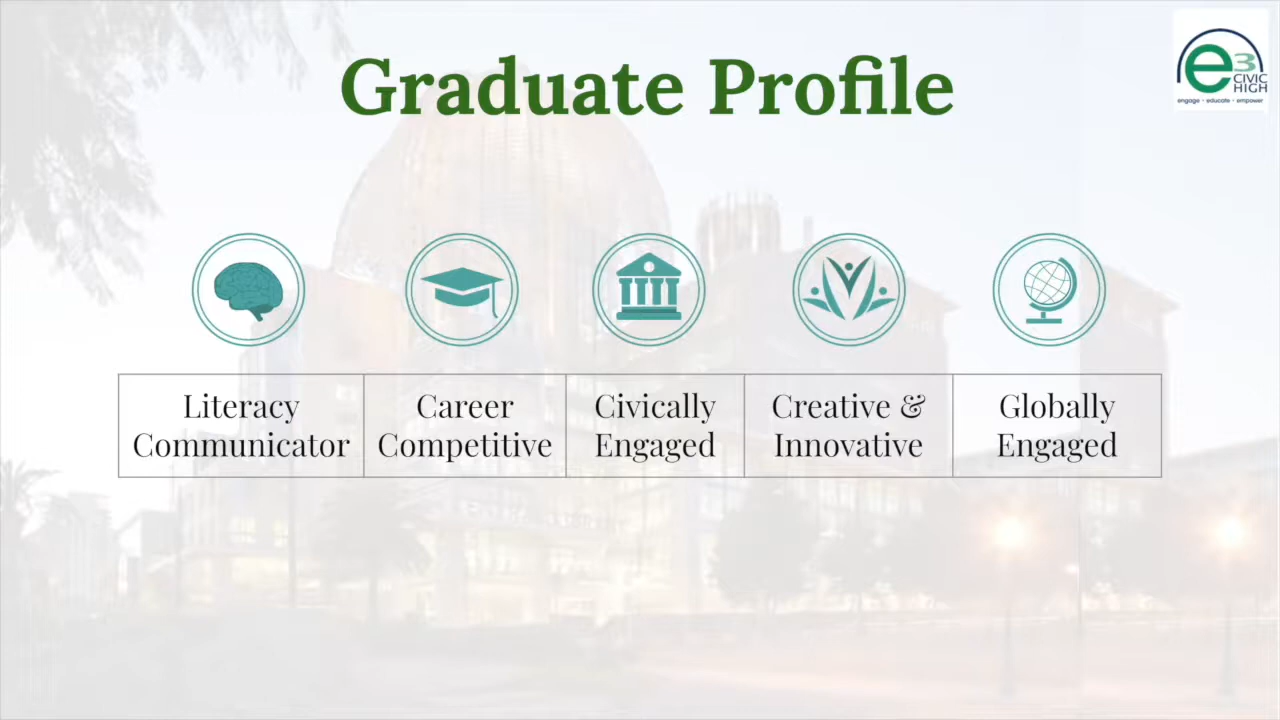 Graduate Profile
e3
CIVIC
HIGH
engage · educate · empower
Literacy
Communicator
Career
Competitive
Civically
Engaged
Creative &
Innovative
Globally
Engaged